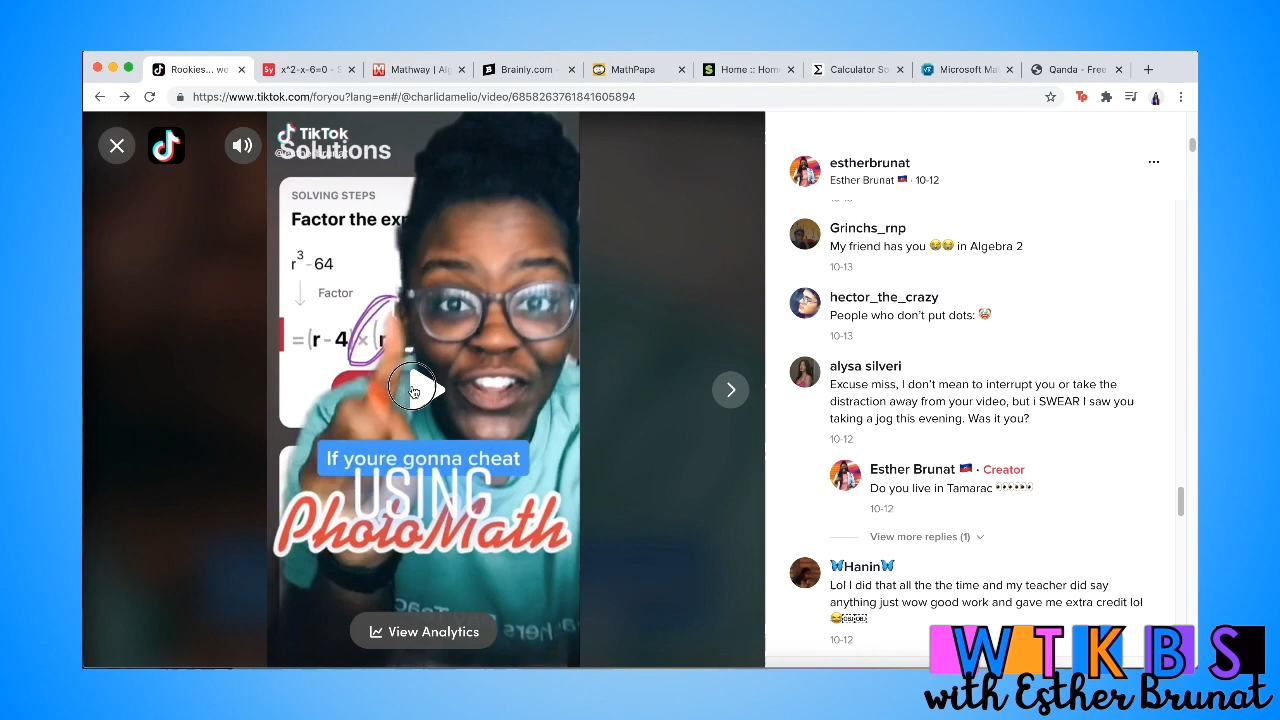 Rookies... we
x^2-x-6=0 - S
Mathway | Alg
Brainly.com -
MathPapa
Home :: Hom
Calculator So
Microsoft Ma
Qanda - Free
https://www.tiktok.com/foryou?lang=en#/@charlidamelio/video/6858263761841605894
TikTok
Solutions
SOLVING STEPS
Factor the exp
r³-64
Factor
=(r-4)×(r
If youre gonna cheat
USING
PhotoMath
View Analytics
estherbrunat
Esther Brunat 🇭🇹 · 10-12
Grinchs_rnp
My friend has you 😂😂 in Algebra 2
10-13
hector_the_crazy
People who don't put dots: 🤡
10-13
alysa silveri
Excuse miss, I don't mean to interrupt you or take the
distraction away from your video, but i SWEAR I saw you
taking a jog this evening. Was it you?
10-12
Esther Brunat 🇭🇹 · Creator
Do you live in Tamarac 👀👀👀
10-12
View more replies (1)
🦋Hanin🦋
Lol I did that all the the time and my teacher did say
anything just wow good work and gave me extra credit lol
10-12
WTKBS
with Esther Brunat